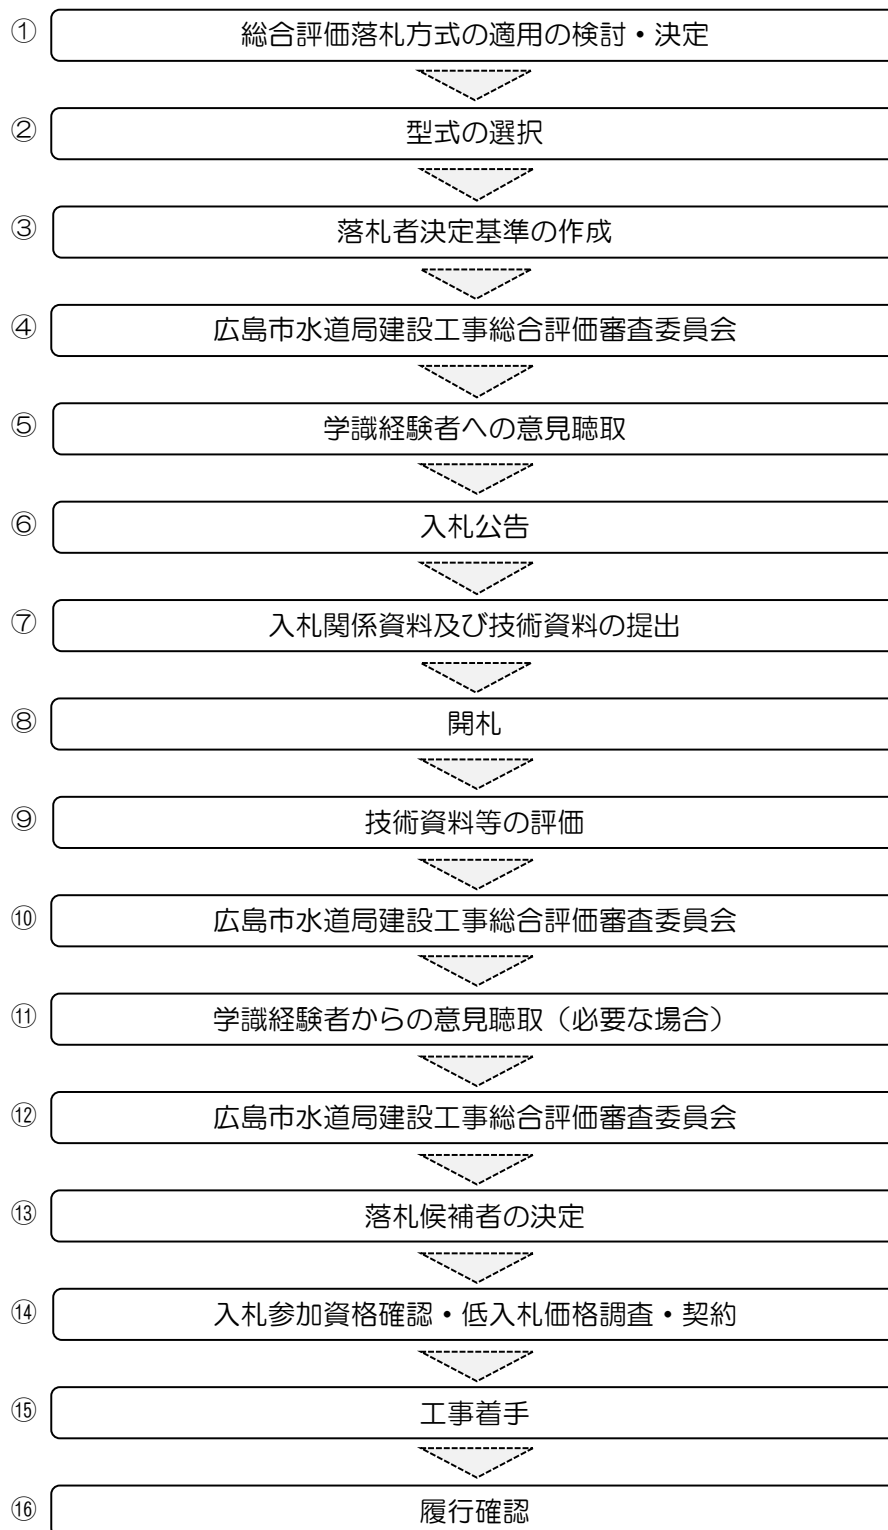 ① 総合評価落札方式の適用の検討・決定
② 型式の選択
③ 落札者決定基準の作成
④ 広島市水道局建設工事総合評価審査委員会
⑤ 学識経験者への意見聴取
⑥ 入札公告
⑦ 入札関係資料及び技術資料の提出
⑧ 開札
⑨ 技術資料等の評価
⑩ 広島市水道局建設工事総合評価審査委員会
⑪ 学識経験者からの意見聴取（必要な場合）
⑫ 広島市水道局建設工事総合評価審査委員会
⑬ 落札候補者の決定
⑭ 入札参加資格確認・低入札価格調査・契約
⑮ 工事着手
⑯ 履行確認